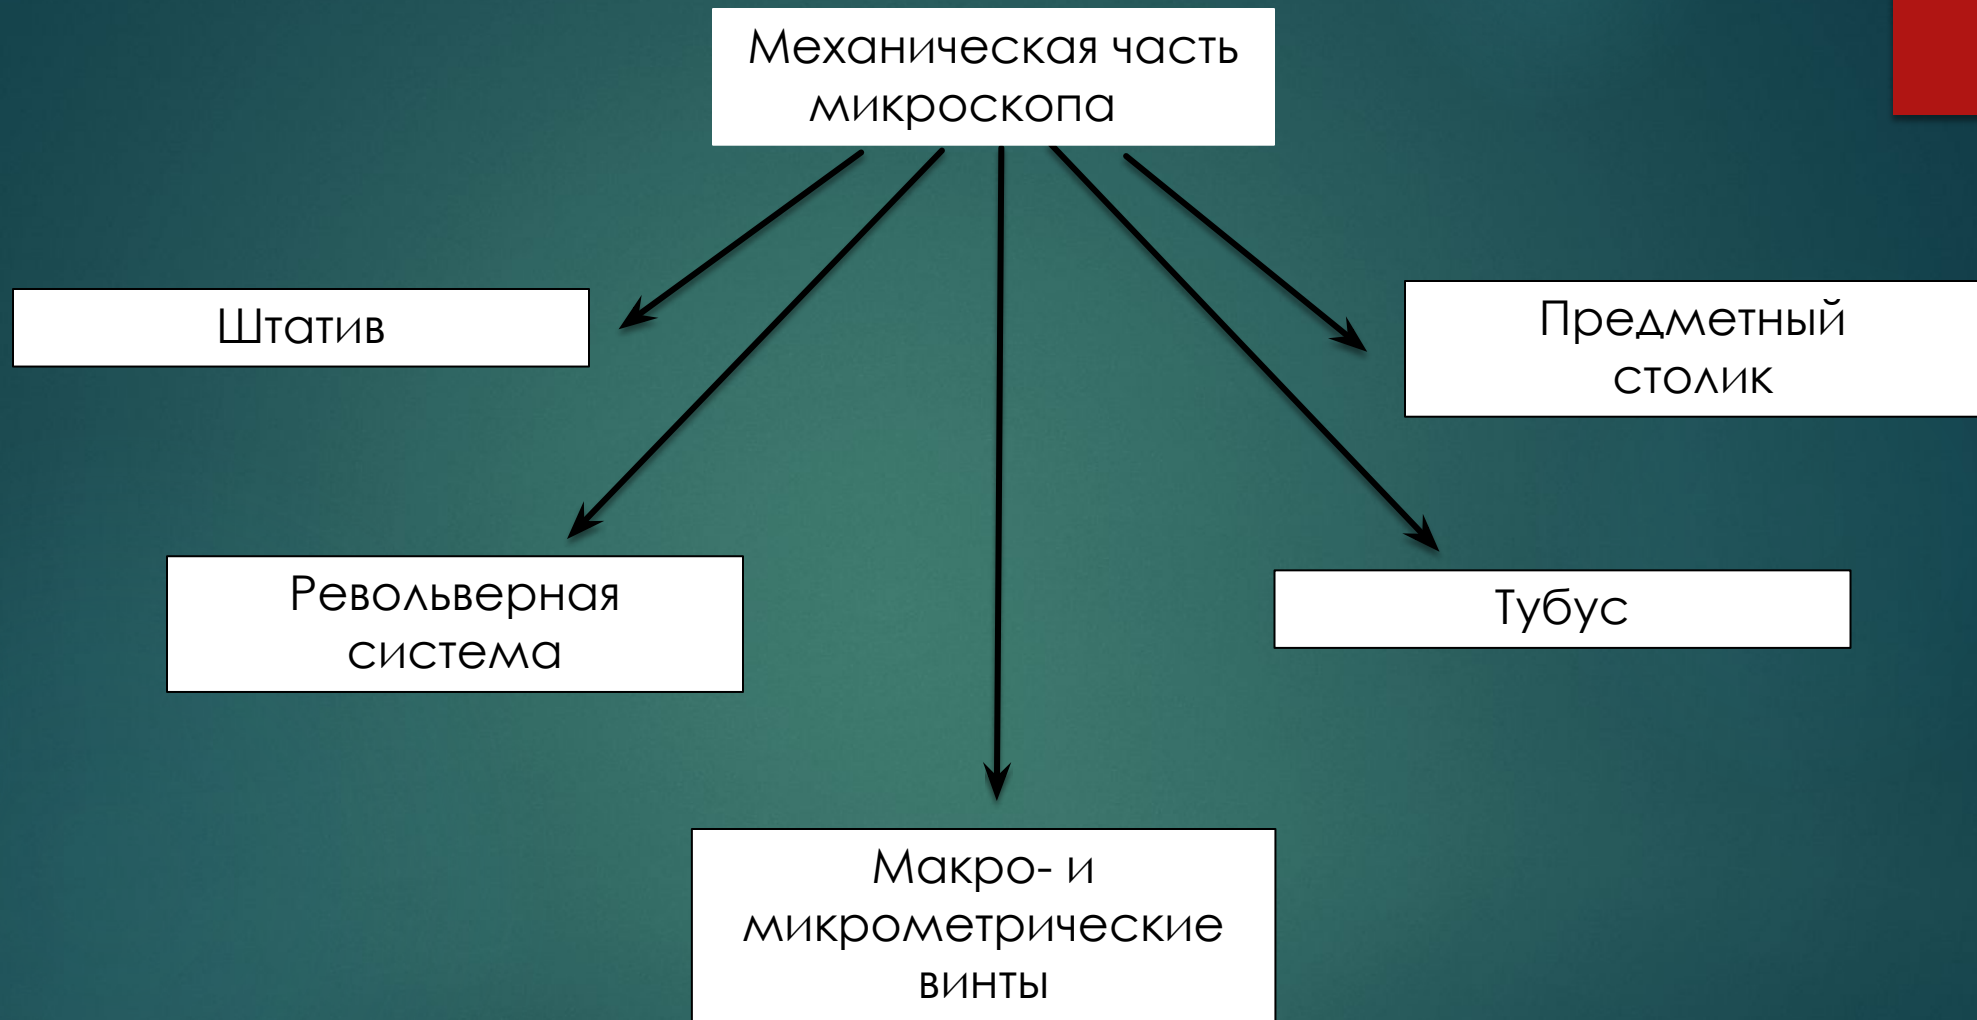 Механическая часть
микроскопа
Штатив
Предметный
столик
Револьверная
система
Тубус
Макро- и
микрометрические
винты